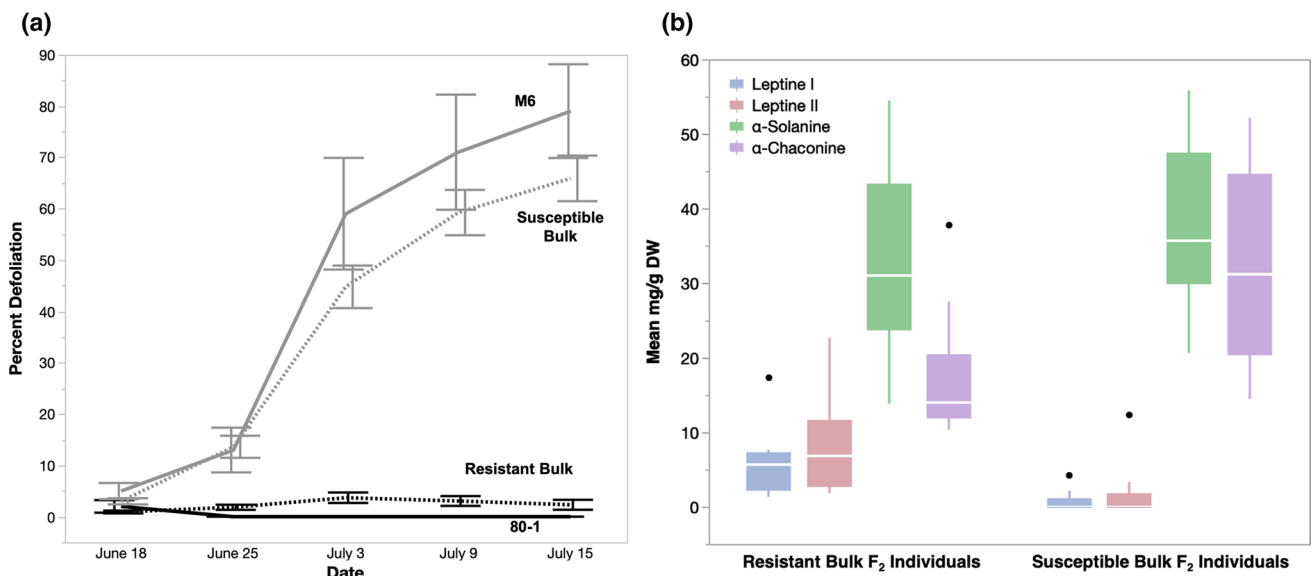 (a)
Percent Defoliation
90
80
70
60
50
40
30
20
10
0
M6
Susceptible
Bulk
Resistant Bulk
80-1
June 18
June 25
July 3
July 9
July 15
Date
(b)
Mean mg/g DW
60
50
40
30
20
10
0
Leptine I
Leptine II
α-Solanine
α-Chaconine
Resistant Bulk F₂ Individuals
Susceptible Bulk F₂ Individuals